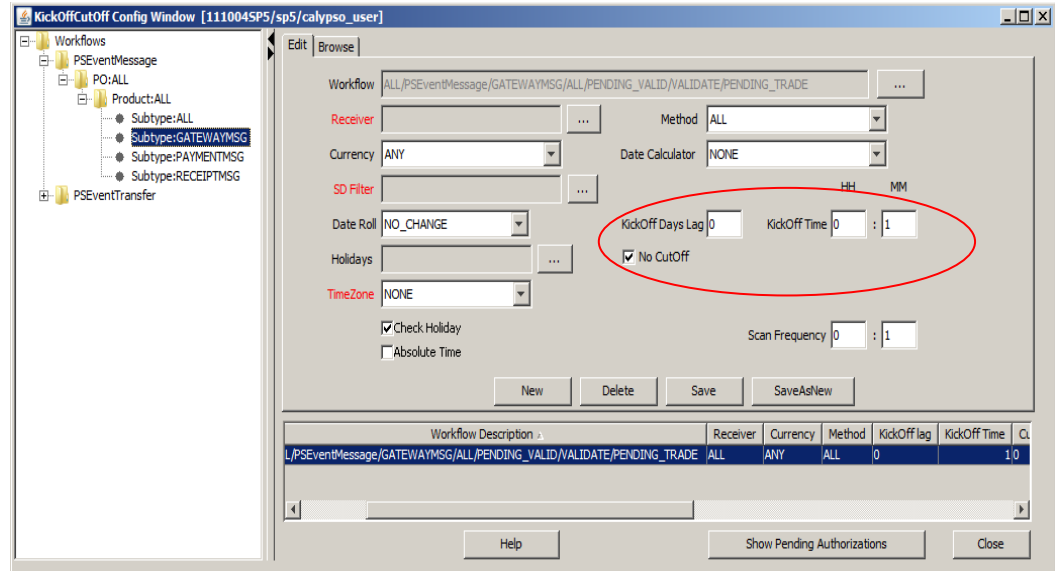 KickOffCutOff Config Window [111004SP5/sp5/calypso_user]
Workflows
PSEventMessage
PO:ALL
Product:ALL
Subtype:ALL
Subtype:GATEWAYMSG
Subtype:PAYMENTMSG
Subtype:RECEIPTMSG
PSEventTransfer
Edit Browse
Workflow ALL/PSEventMessage/GATEWAYMSG/ALL/PENDING_VALID/VALIDATE/PENDING_TRADE ...
Receiver ... Method ALL
Currency ANY Date Calculator NONE
SD Filter ... HH MM
Date Roll NO_CHANGE KickOff Days Lag 0 KickOff Time 0 : 1
Holidays ... No CutOff
TimeZone NONE
Check Holiday Scan Frequency 0 : 1
Absolute Time
New Delete Save SaveAsNew
Workflow Description Receiver Currency Method KickOff lag KickOff Time Cu
L/PSEventMessage/GATEWAYMSG/ALL/PENDING_VALID/VALIDATE/PENDING_TRADE ALL ANY ALL 0 1 0
Help Show Pending Authorizations Close